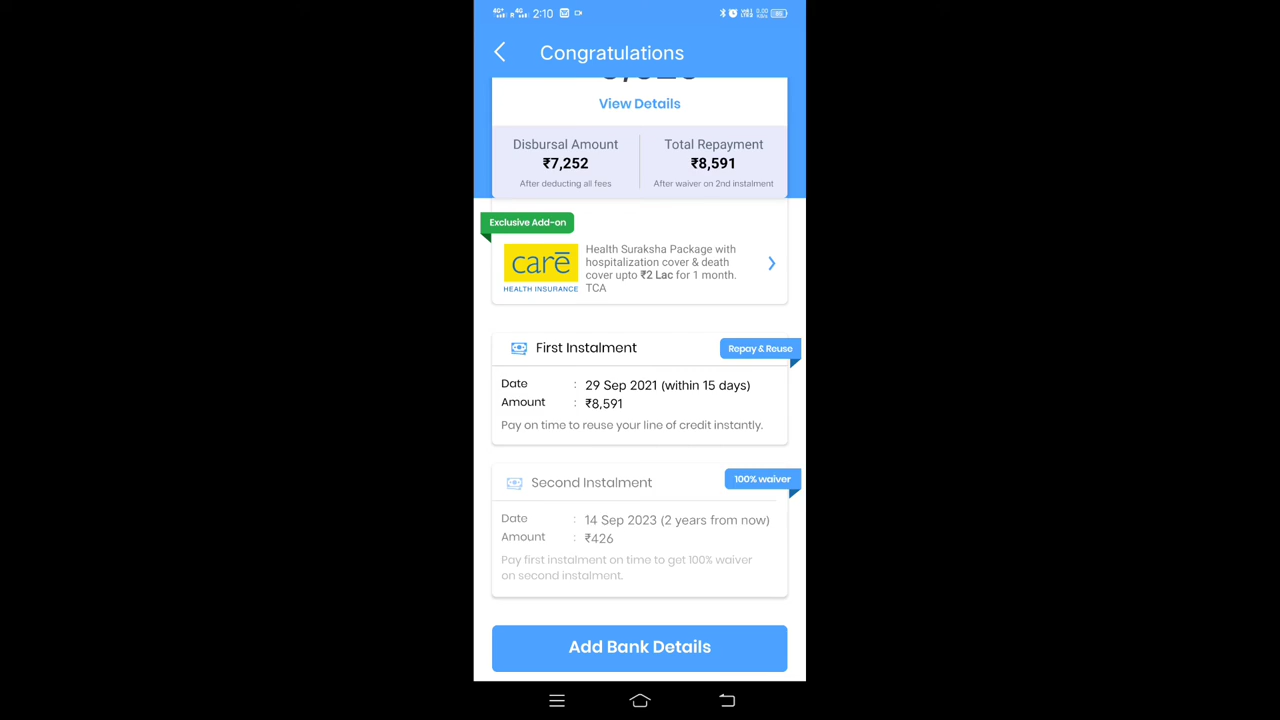 2:10
Congratulations
View Details
Disbursal Amount Total Repayment
₹7,252 ₹8,591
After deducting all fees After waiver on 2nd instalment
Exclusive Add-on
carē
HEALTH INSURANCE
Health Suraksha Package with
hospitalization cover & death
cover upto ₹2 Lac for 1 month.
TCA
First Instalment Repay & Reuse
Date : 29 Sep 2021 (within 15 days)
Amount : ₹8,591
Pay on time to reuse your line of credit instantly.
Second Instalment 100% waiver
Date : 14 Sep 2023 (2 years from now)
Amount : ₹426
Pay first instalment on time to get 100% waiver
on second instalment.
Add Bank Details